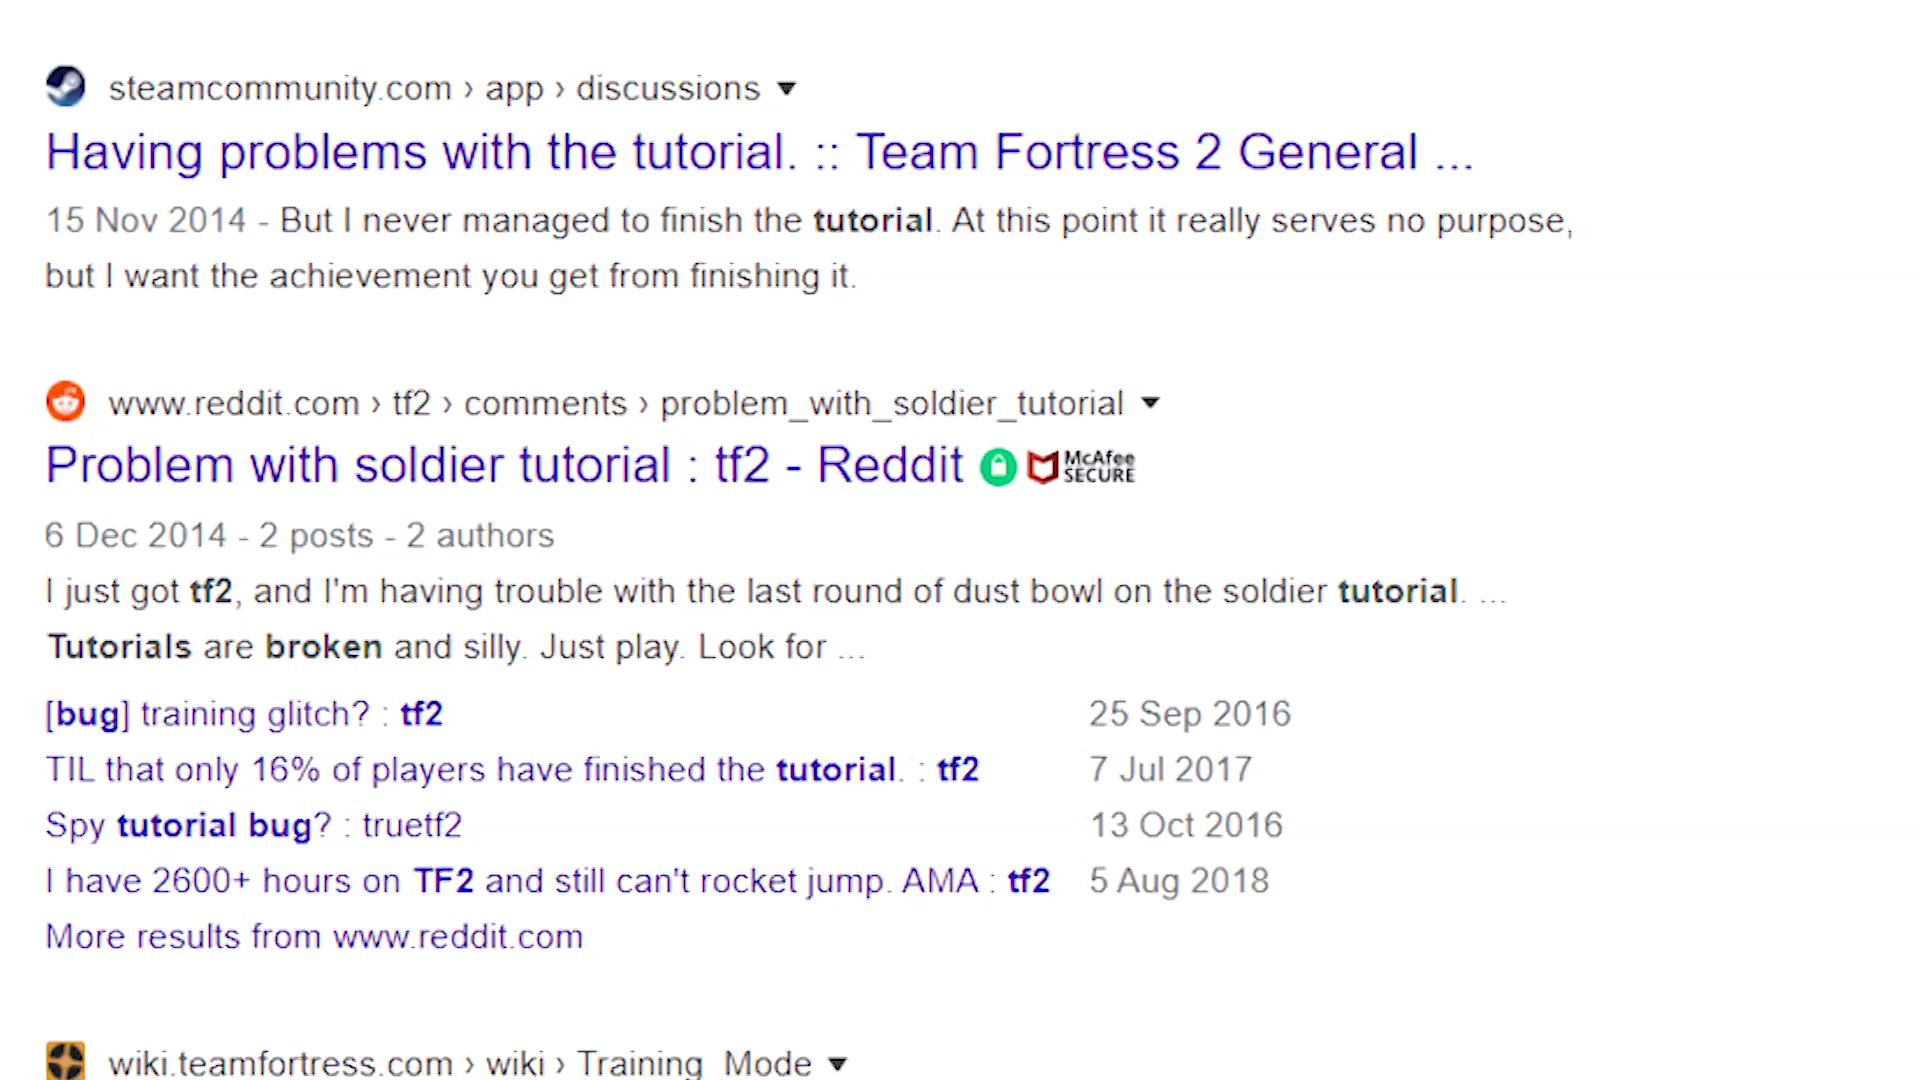 steamcommunity.com › app › discussions
Having problems with the tutorial. :: Team Fortress 2 General ...
15 Nov 2014 - But I never managed to finish the tutorial. At this point it really serves no purpose,
but I want the achievement you get from finishing it.
www.reddit.com › tf2 › comments › problem_with_soldier_tutorial
Problem with soldier tutorial : tf2 - Reddit McAfee SECURE
6 Dec 2014 - 2 posts - 2 authors
I just got tf2, and I'm having trouble with the last round of dust bowl on the soldier tutorial. ...
Tutorials are broken and silly. Just play. Look for ...
[bug] training glitch? : tf2 25 Sep 2016
TIL that only 16% of players have finished the tutorial. : tf2 7 Jul 2017
Spy tutorial bug? : truetf2 13 Oct 2016
I have 2600+ hours on TF2 and still can't rocket jump. AMA : tf2 5 Aug 2018
More results from www.reddit.com
wiki.teamfortress.com › wiki › Training_Mode